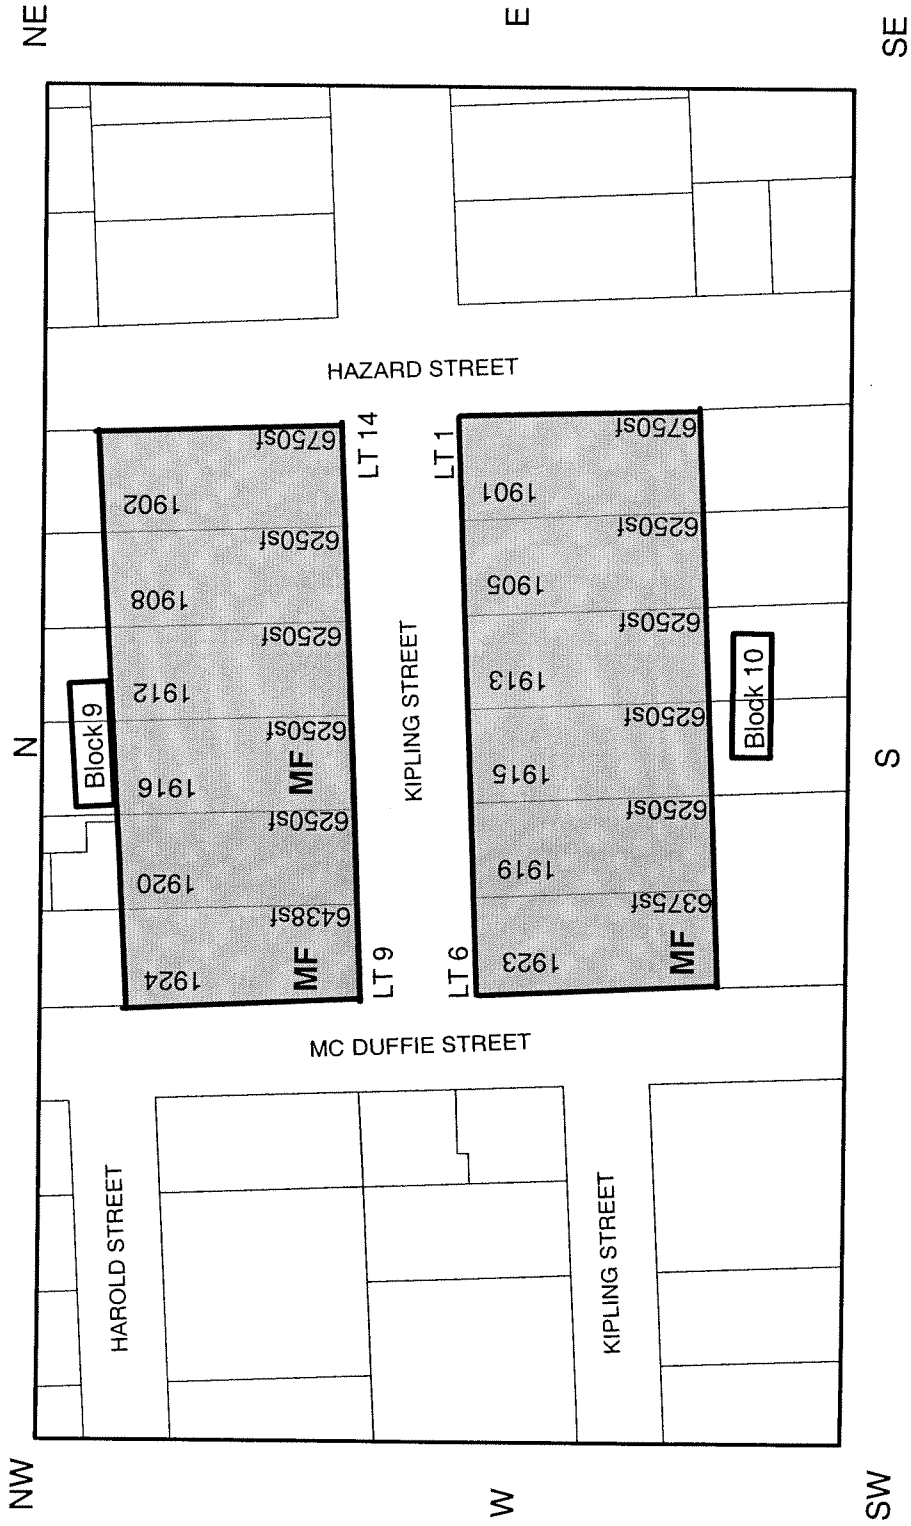 NW
N
NE
W
E
SW
S
SE
HAROLD STREET
KIPLING STREET
MC DUFFIE STREET
HAZARD STREET
KIPLING STREET
Block 9
1924
6438sf
MF
1920
6250sf
1916
6250sf
MF
1912
6250sf
1908
6250sf
1902
6750sf
LT 9
LT 14
LT 6
LT 1
1923
6375sf
MF
1919
6250sf
1915
6250sf
1913
6250sf
1905
6250sf
1901
6750sf
Block 10